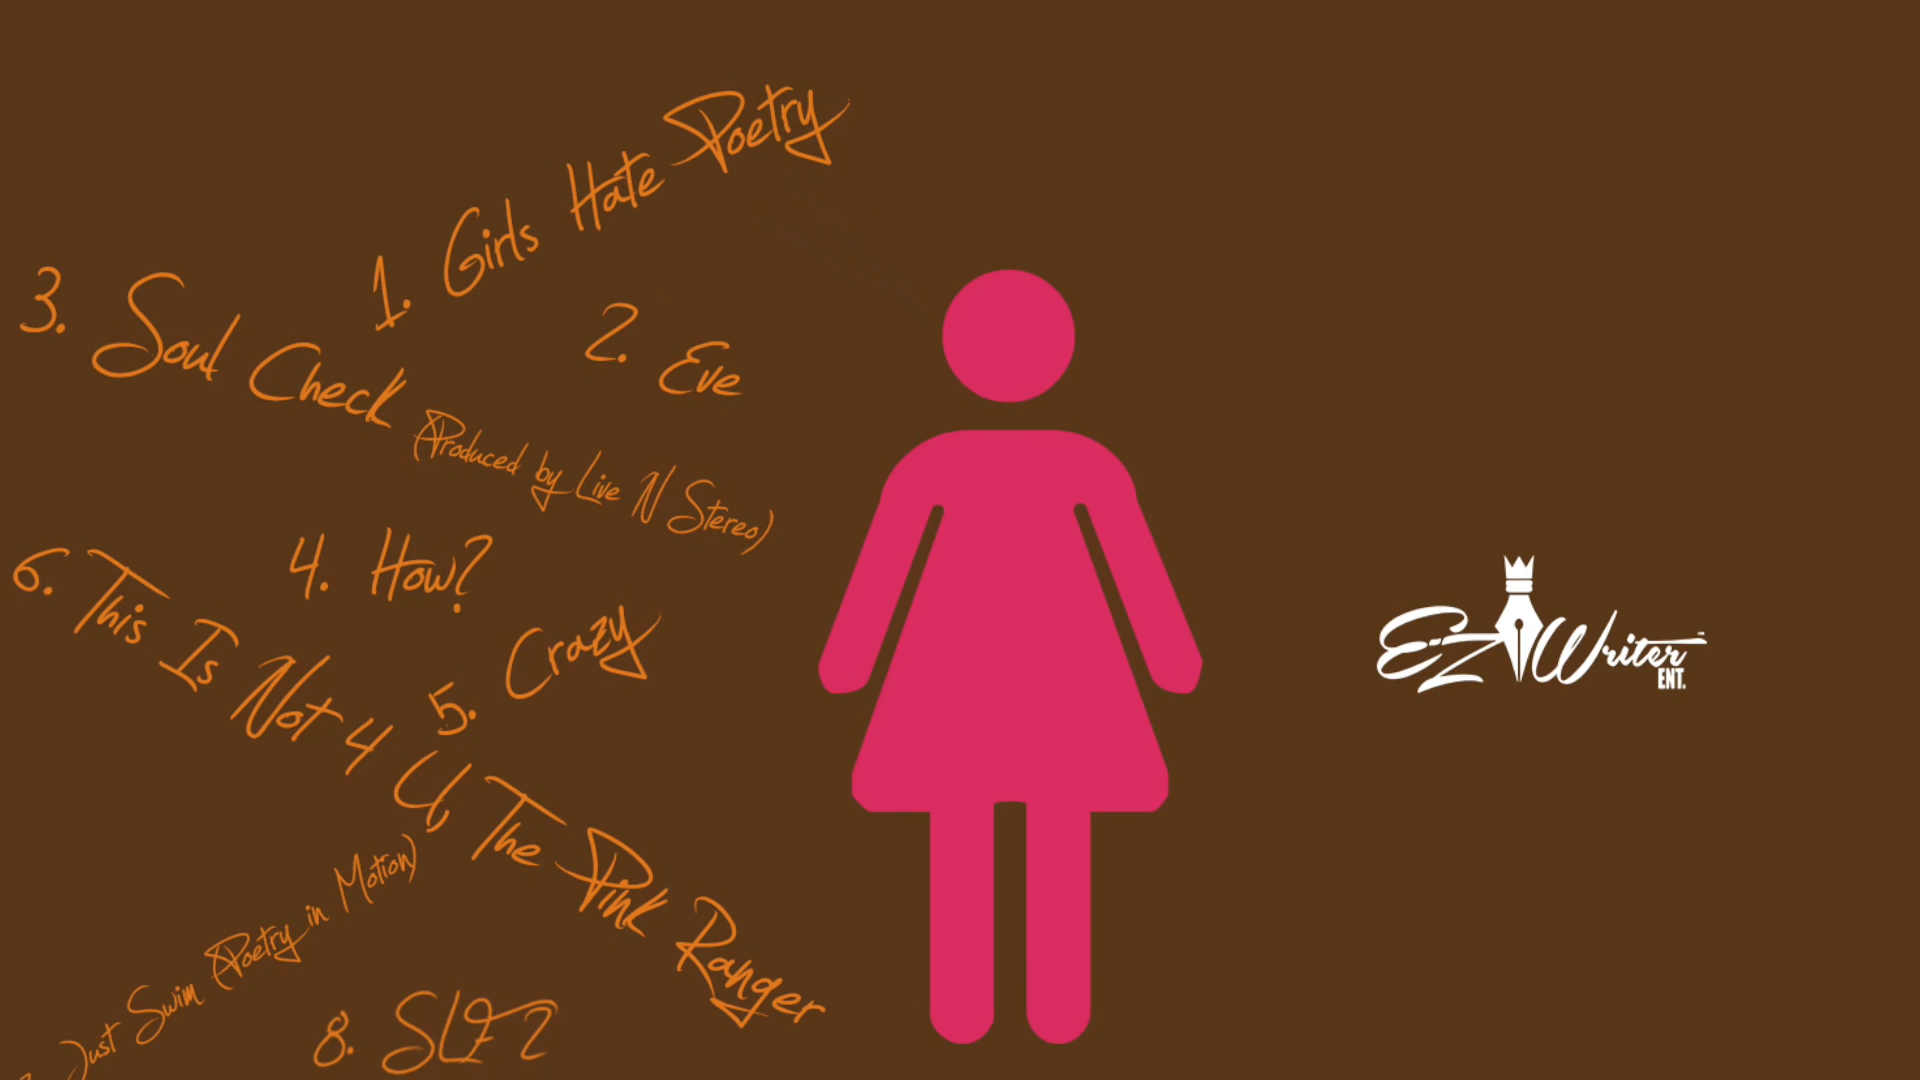 1. Girls Hate Poetry
2. Eve
3. Soul Check (Produced by Live N Stereo)
4. How?
5. Crazy
6. This Is Not 4 U, The Pink Ranger
Just Swim (Poetry in Motion)
8.
E-Z Writer
ENT.